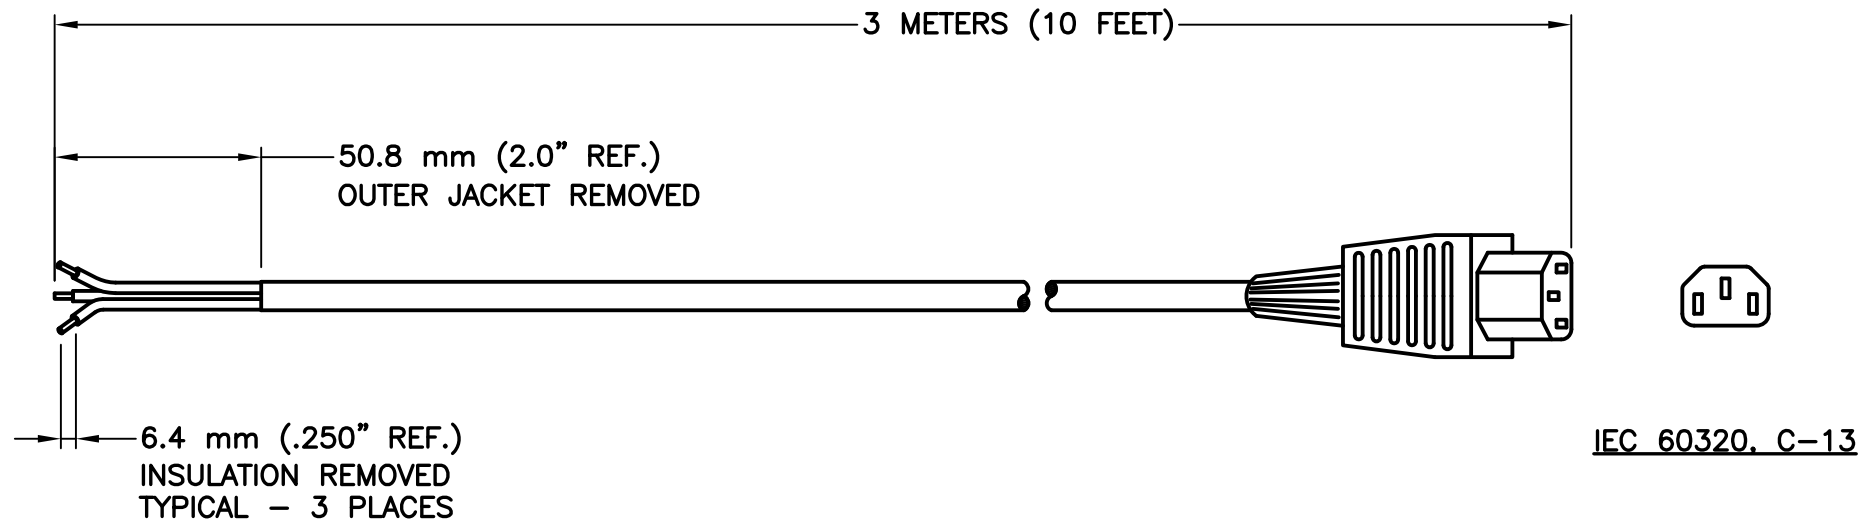 3 METERS (10 FEET)
50.8 mm (2.0" REF.)
OUTER JACKET REMOVED
6.4 mm (.250" REF.)
INSULATION REMOVED
TYPICAL - 3 PLACES
IEC 60320, C-13